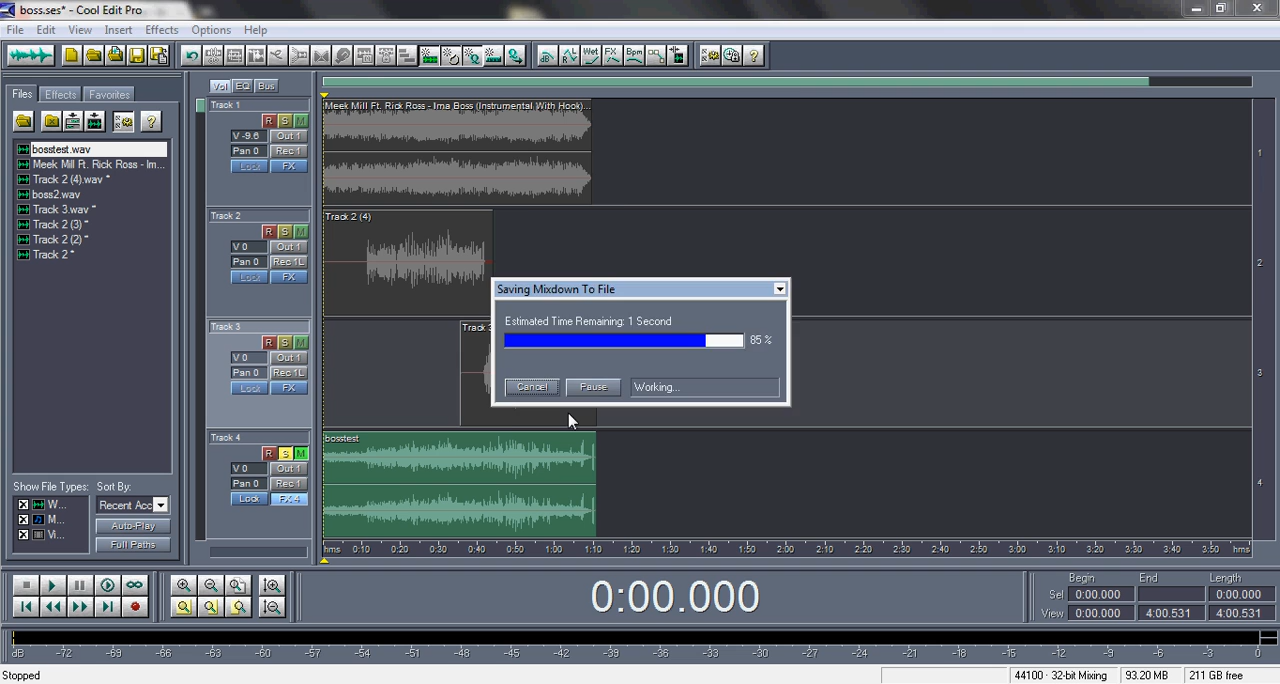 boss.ses* - Cool Edit Pro
File Edit View Insert Effects Options Help
Wet FX Bpm
Files Effects Favorites
bosstest.wav
Meek Mill Ft. Rick Ross - Im...
Track 2 (4).wav *
boss2.wav
Track 3.wav *
Track 2 (3) *
Track 2 (2) *
Track 2 *
Show File Types: Sort By:
W... Recent Acc
M... Auto-Play
Vi... Full Paths
Vol EQ Bus
Track 1
R S M
V -9.6 Out 1
Pan 0 Rec 1
Lock FX
Track 2
R S M
V 0 Out 1
Pan 0 Rec 1L
Lock FX
Track 3
R S M
V 0 Out 1
Pan 0 Rec 1L
Lock FX
Track 4
R S M
V 0 Out 1
Pan 0 Rec 1
Lock FX 4
Meek Mill Ft. Rick Ross - Ima Boss (Instrumental With Hook)...
1
Track 2 (4)
2
Track 3
3
bosstest
4
Saving Mixdown To File
Estimated Time Remaining: 1 Second
85 %
Cancel Pause Working...
hms 0:10 0:20 0:30 0:40 0:50 1:00 1:10 1:20 1:30 1:40 1:50 2:00 2:10 2:20 2:30 2:40 2:50 3:00 3:10 3:20 3:30 3:40 3:50 hms
0:00.000
Begin End Length
Sel 0:00.000 0:00.000
View 0:00.000 4:00.531 4:00.531
dB -72 -69 -66 -63 -60 -57 -54 -51 -48 -45 -42 -39 -36 -33 -30 -27 -24 -21 -18 -15 -12 -9 -6 -3 0
Stopped 44100 · 32-bit Mixing 93.20 MB 211 GB free